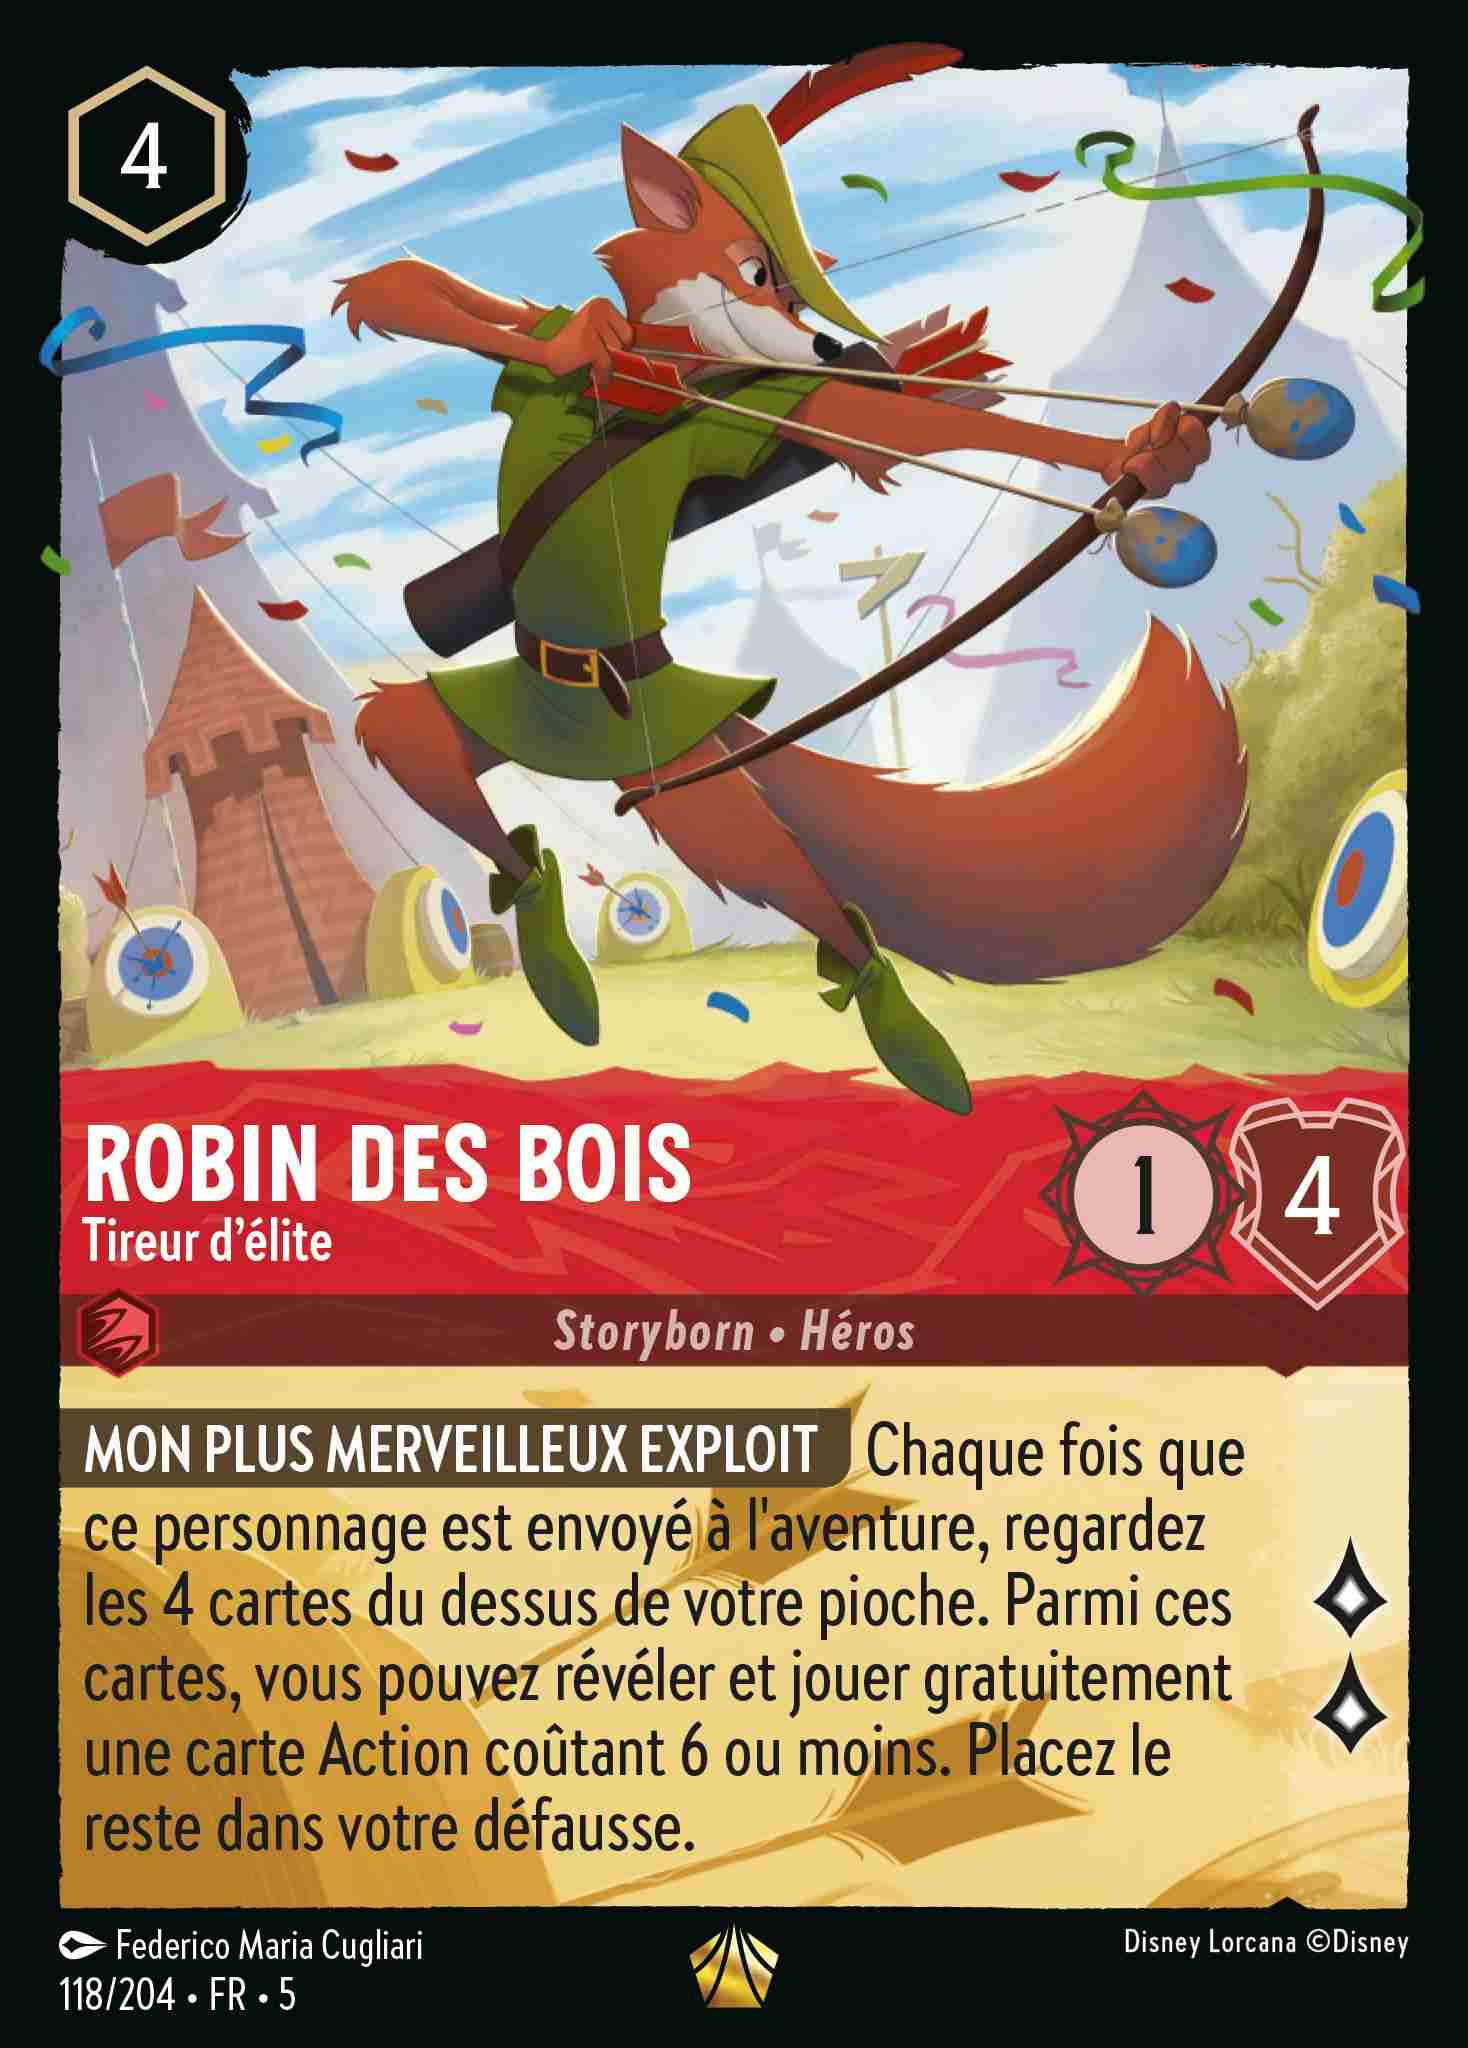 4
ROBIN DES BOIS
Tireur d’élite
1
4
Storyborn • Héros
MON PLUS MERVEILLEUX EXPLOIT Chaque fois que
ce personnage est envoyé à l'aventure, regardez
les 4 cartes du dessus de votre pioche. Parmi ces
cartes, vous pouvez révéler et jouer gratuitement
une carte Action coûtant 6 ou moins. Placez le
reste dans votre défausse.
Federico Maria Cugliari
Disney Lorcana ©Disney
118/204 • FR • 5